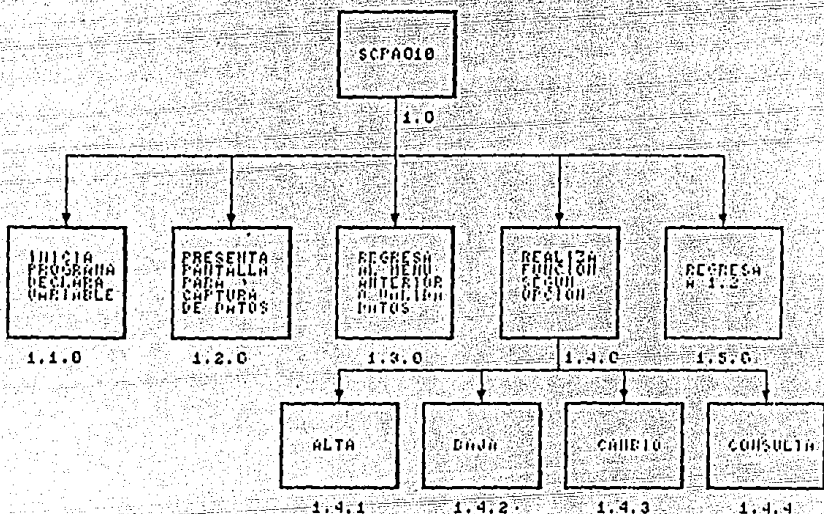 SCPA010
1.0
INICIA
PROGRAMA
DECLARA
VARIABLE
1.1.0
PRESENTA
PANTALLA
PARA
CAPTURA
DE DATOS
1.2.0
REGRESA
AL MENU
ANTERIOR
O VALIDA
DATOS
1.3.0
REALIZA
FUNCION
SEGUN
OPCION
1.4.0
REGRESA
A 1.2
1.5.0
ALTA
1.4.1
BAJA
1.4.2
CAMBIO
1.4.3
CONSULTA
1.4.4